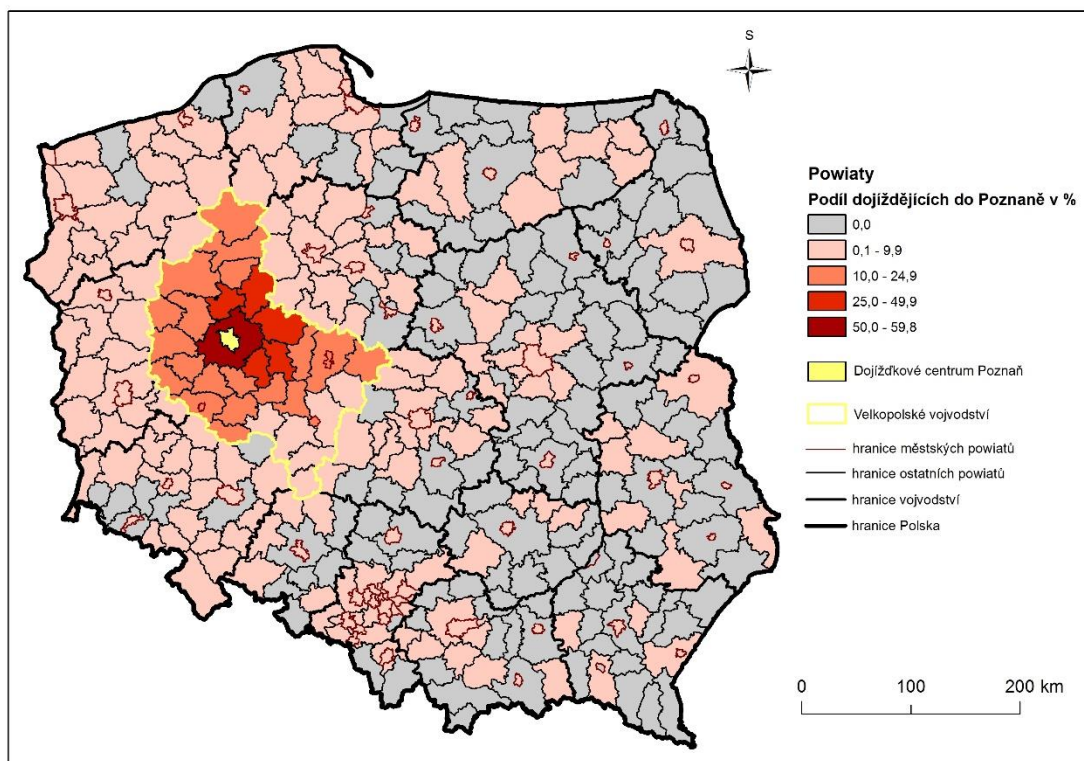 S
Powiaty
Podíl dojíždějících do Poznaně v %
0,0
0,1 - 9,9
10,0 - 24,9
25,0 - 49,9
50,0 - 59,8
Dojížďkové centrum Poznaň
Velkopolské vojvodství
hranice městských powiatů
hranice ostatních powiatů
hranice vojvodství
hranice Polska
0 100 200 km